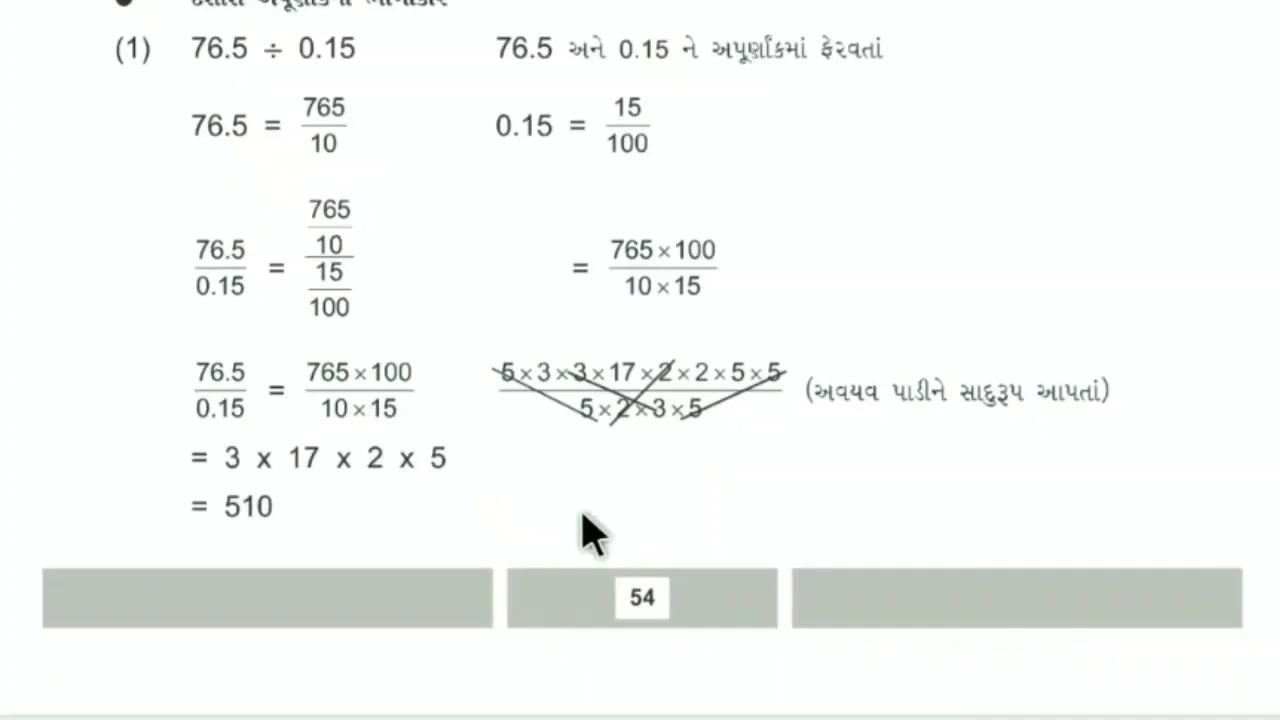 (1) 76.5 ÷ 0.15 76.5 અને 0.15 ને અપૂર્ણાંકમાં ફેરવતાં
76.5 = 765/10 0.15 = 15/100
76.5/0.15 = (765/10)/(15/100) = (765×100)/(10×15)
76.5/0.15 = (765×100)/(10×15) (5×3×3×17×2×2×5×5)/(5×2×3×5) (અવયવ પાડીને સાદુરૂપ આપતાં)
= 3 x 17 x 2 x 5
= 510
54